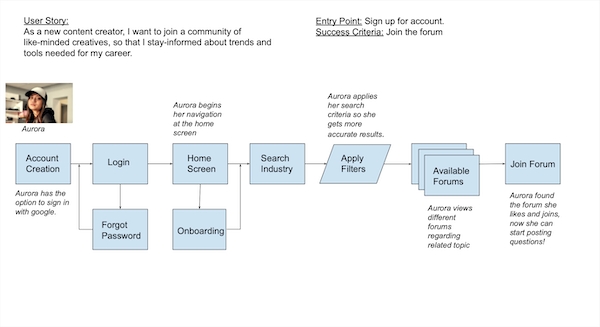 User Story:
As a new content creator, I want to join a community of
like-minded creatives, so that I stay-informed about trends and
tools needed for my career.
Entry Point: Sign up for account.
Success Criteria: Join the forum
Aurora
Aurora begins
her navigation
at the home
screen
Aurora applies
her search
criteria so she
gets more
accurate results.
Account
Creation
Login
Home
Screen
Search
Industry
Apply
Filters
Available
Forums
Join Forum
Aurora has the
option to sign in
with google.
Forgot
Password
Onboarding
Aurora views
different
forums
regarding
related topic
Aurora found
the forum she
likes and joins,
now she can
start posting
questions!